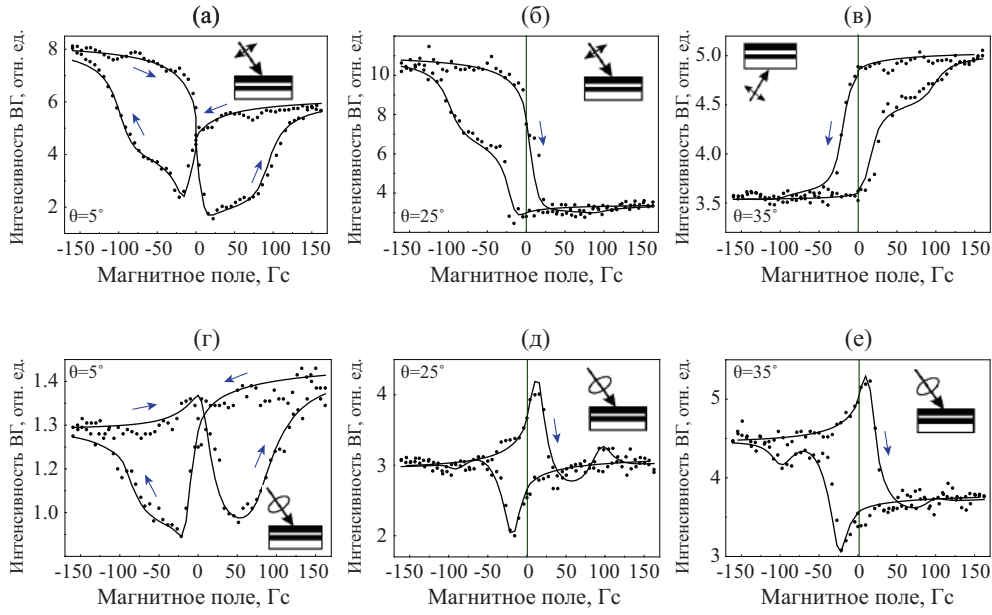 (а) (б) (в)
Интенсивность ВГ, отн. ед.
8
6
4
2
θ=5°
-150 -100 -50 0 50 100 150
Магнитное поле, Гс
Интенсивность ВГ, отн. ед.
10
8
6
4
θ=25°
-150 -100 -50 0 50 100 150
Магнитное поле, Гс
Интенсивность ВГ, отн. ед.
5.0
4.5
4.0
3.5
θ=35°
-150 -100 -50 0 50 100 150
Магнитное поле, Гс
(г) (д) (е)
Интенсивность ВГ, отн. ед.
θ=5°
1.4
1.3
1.2
1.0
-150 -100 -50 0 50 100 150
Магнитное поле, Гс
Интенсивность ВГ, отн. ед.
θ=25°
4
3
2
-150 -100 -50 0 50 100 150
Магнитное поле, Гс
Интенсивность ВГ, отн. ед.
θ=35°
5
4
3
-150 -100 -50 0 50 100 150
Магнитное поле, Гс